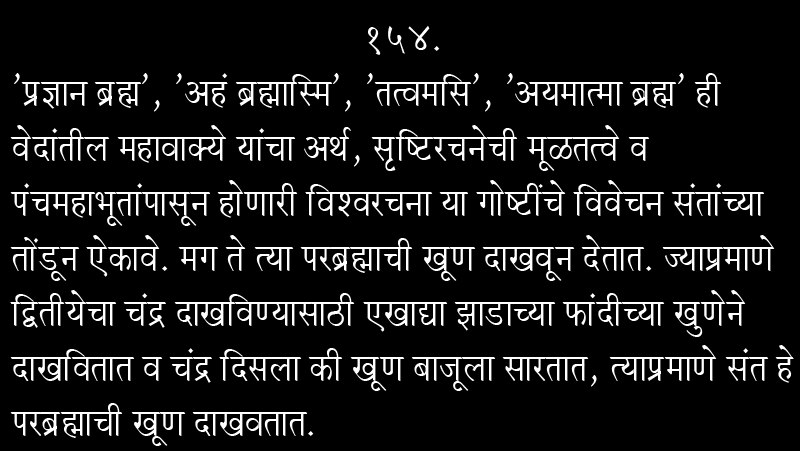 १५४.
’प्रज्ञान ब्रह्म’, ’अहं ब्रह्मास्मि’, ’तत्वमसि’, ’अयमात्मा ब्रह्म’ ही
वेदांतील महावाक्ये यांचा अर्थ, सृष्टिरचनेची मूळतत्वे व
पंचमहाभूतांपासून होणारी विश्वरचना या गोष्टींचे विवेचन संतांच्या
तोंडून ऐकावे. मग ते त्या परब्रह्माची खूण दाखवून देतात. ज्याप्रमाणे
द्वितीयेचा चंद्र दाखविण्यासाठी एखाद्या झाडाच्या फांदीच्या खुणेने
दाखवितात व चंद्र दिसला की खूण बाजूला सारतात, त्याप्रमाणे संत हे
परब्रह्माची खूण दाखवतात.